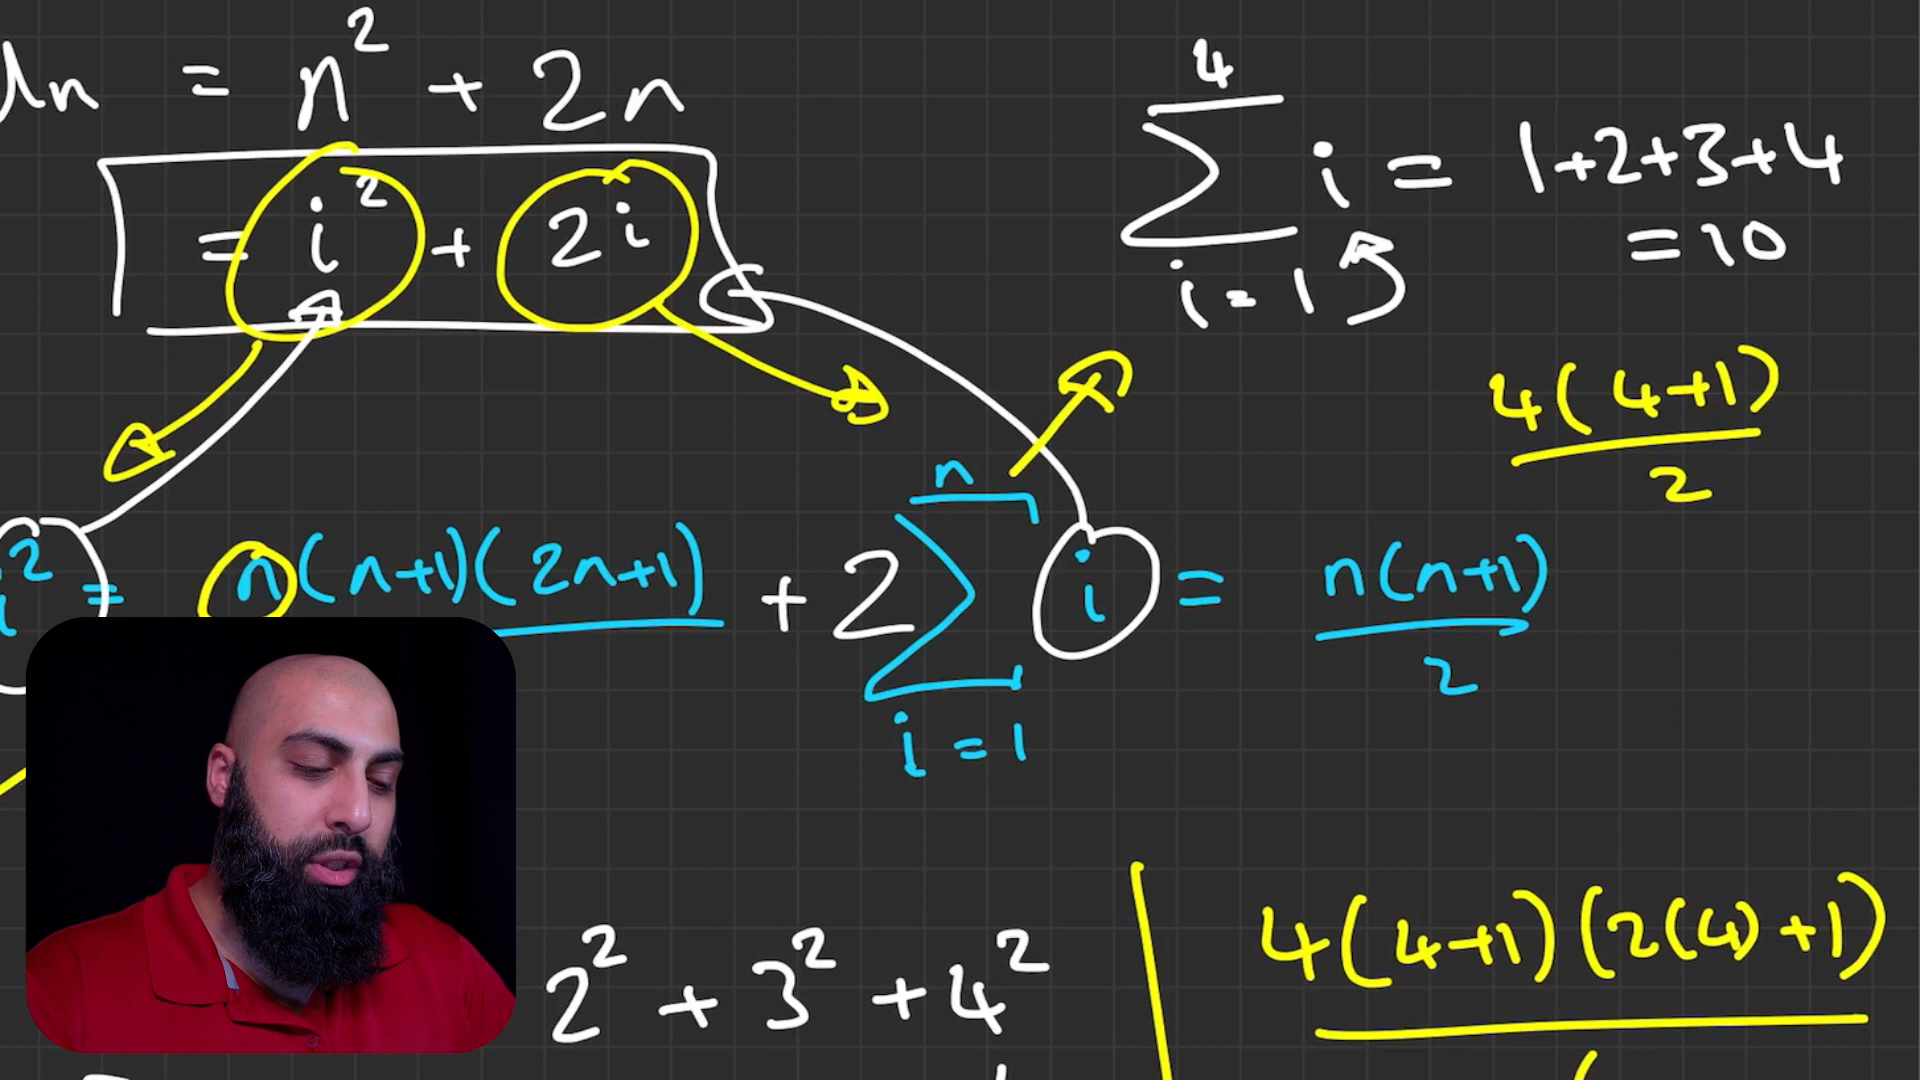 Un = n² + 2n
= i² + 2i
4
∑ i = 1+2+3+4
i = 1
= 10
4(4+1)
2
n
i² = n(n+1)(2n+1) + 2 ∑ i = n(n+1)
2
i = 1
2² + 3² + 4²
4(4+1)(2(4)+1)